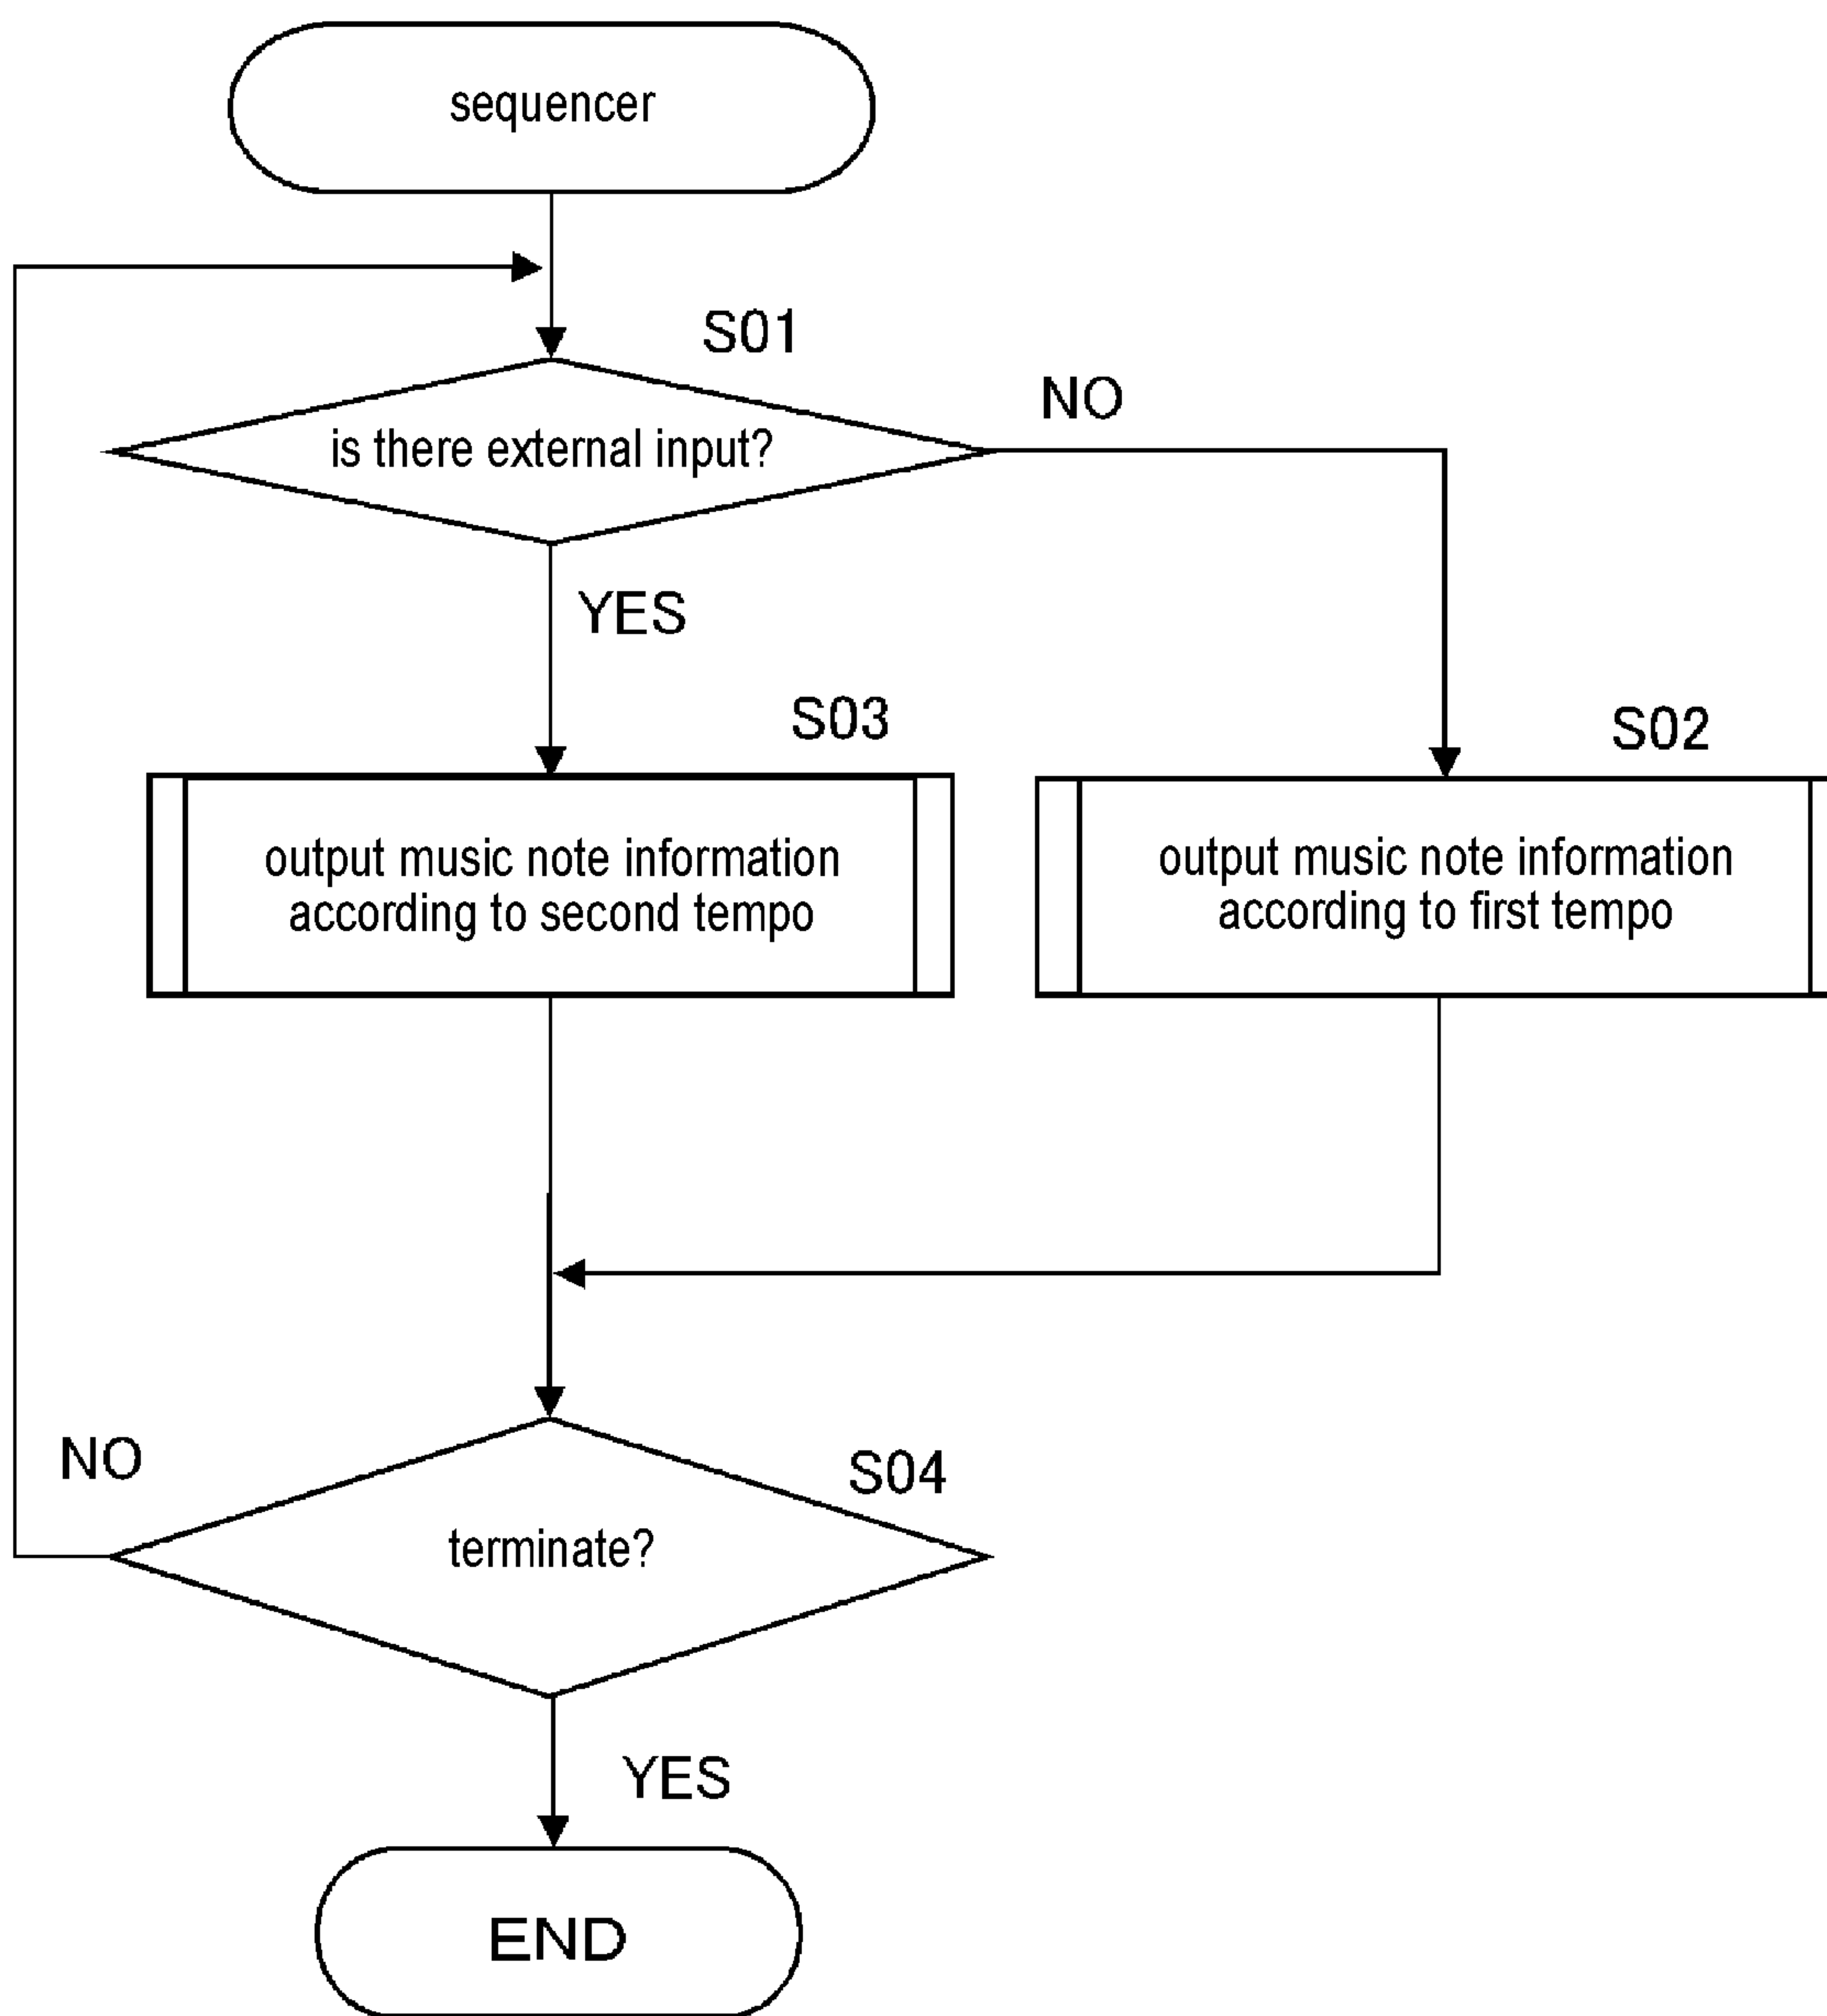 sequencer
S01
is there external input?
NO
YES
S03
S02
output music note information
according to second tempo
output music note information
according to first tempo
NO
S04
terminate?
YES
END